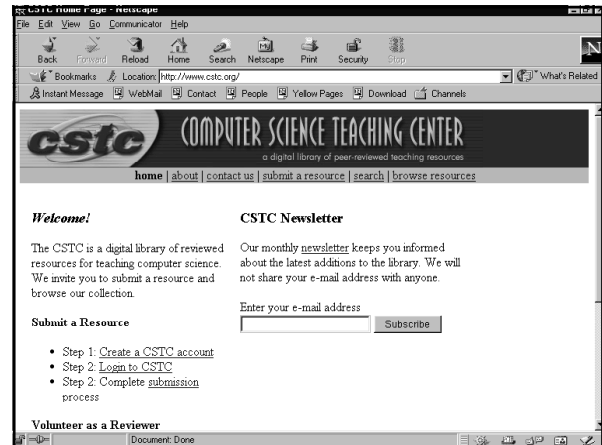 CSTC Home Page - Netscape
File Edit View Go Communicator Help
Back Forward Reload Home Search Netscape Print Security Stop
N
Bookmarks Location: http://www.cstc.org/ What's Related
Instant Message WebMail Contact People Yellow Pages Download Channels
cstc COMPUTER SCIENCE TEACHING CENTER
a digital library of peer-reviewed teaching resources
home | about | contact us | submit a resource | search | browse resources
Welcome!
The CSTC is a digital library of reviewed
resources for teaching computer science.
We invite you to submit a resource and
browse our collection.
Submit a Resource
• Step 1: Create a CSTC account
• Step 2: Login to CSTC
• Step 2: Complete submission
process
Volunteer as a Reviewer
CSTC Newsletter
Our monthly newsletter keeps you informed
about the latest additions to the library. We will
not share your e-mail address with anyone.
Enter your e-mail address
Subscribe
Document: Done